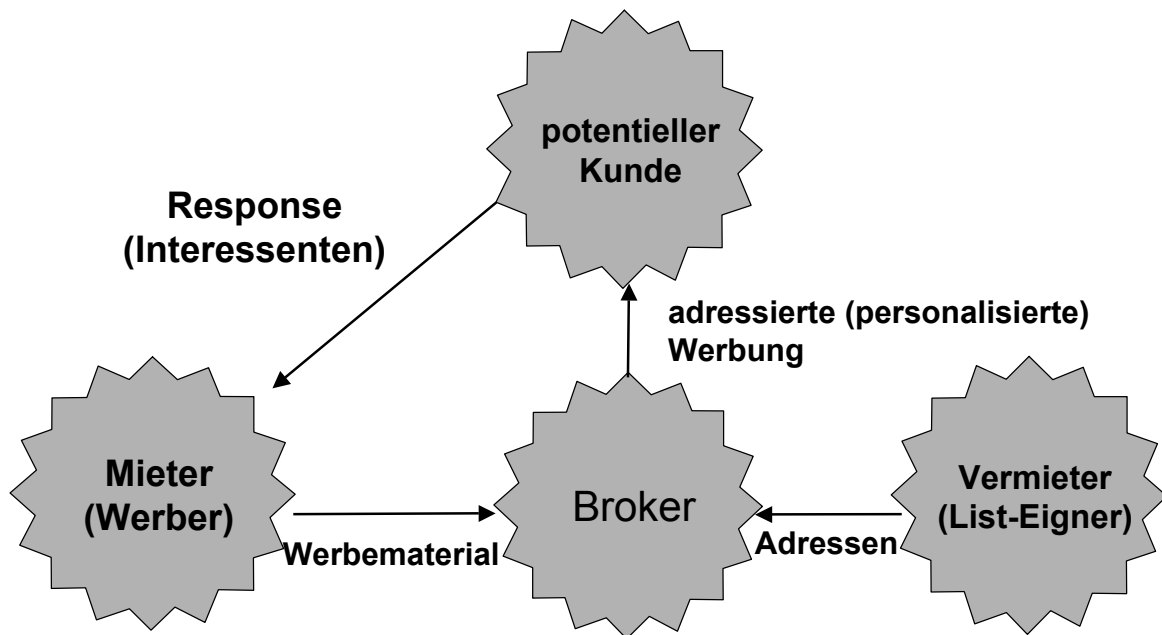 potentieller
Kunde
Response
(Interessenten)
adressierte (personalisierte)
Werbung
Mieter
(Werber)
Broker
Vermieter
(List-Eigner)
Werbematerial
Adressen